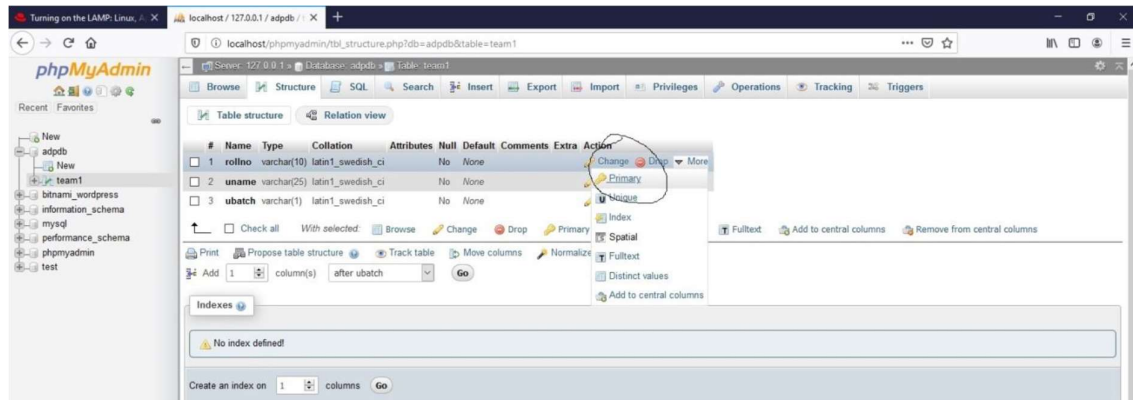 Turning on the LAMP: Linux, A
localhost / 127.0.0.1 / adpdb / t
localhost/phpmyadmin/tbl_structure.php?db=adpdb&table=team1
phpMyAdmin
Recent Favorites
New
adpdb
New
team1
bitnami_wordpress
information_schema
mysql
performance_schema
phpmyadmin
test
Server: 127.0.0.1 » Database: adpdb » Table: team1
Browse Structure SQL Search Insert Export Import Privileges Operations Tracking Triggers
Table structure Relation view
# Name Type Collation Attributes Null Default Comments Extra Action
1 rollno varchar(10) latin1_swedish_ci No None Change Drop More
2 uname varchar(25) latin1_swedish_ci No None
3 ubatch varchar(1) latin1_swedish_ci No None
Primary
Unique
Index
Spatial
Fulltext
Distinct values
Add to central columns
Check all With selected: Browse Change Drop Primary Fulltext Add to central columns Remove from central columns
Print Propose table structure Track table Move columns Normalize
Add 1 column(s) after ubatch Go
Indexes
No index defined!
Create an index on 1 columns Go